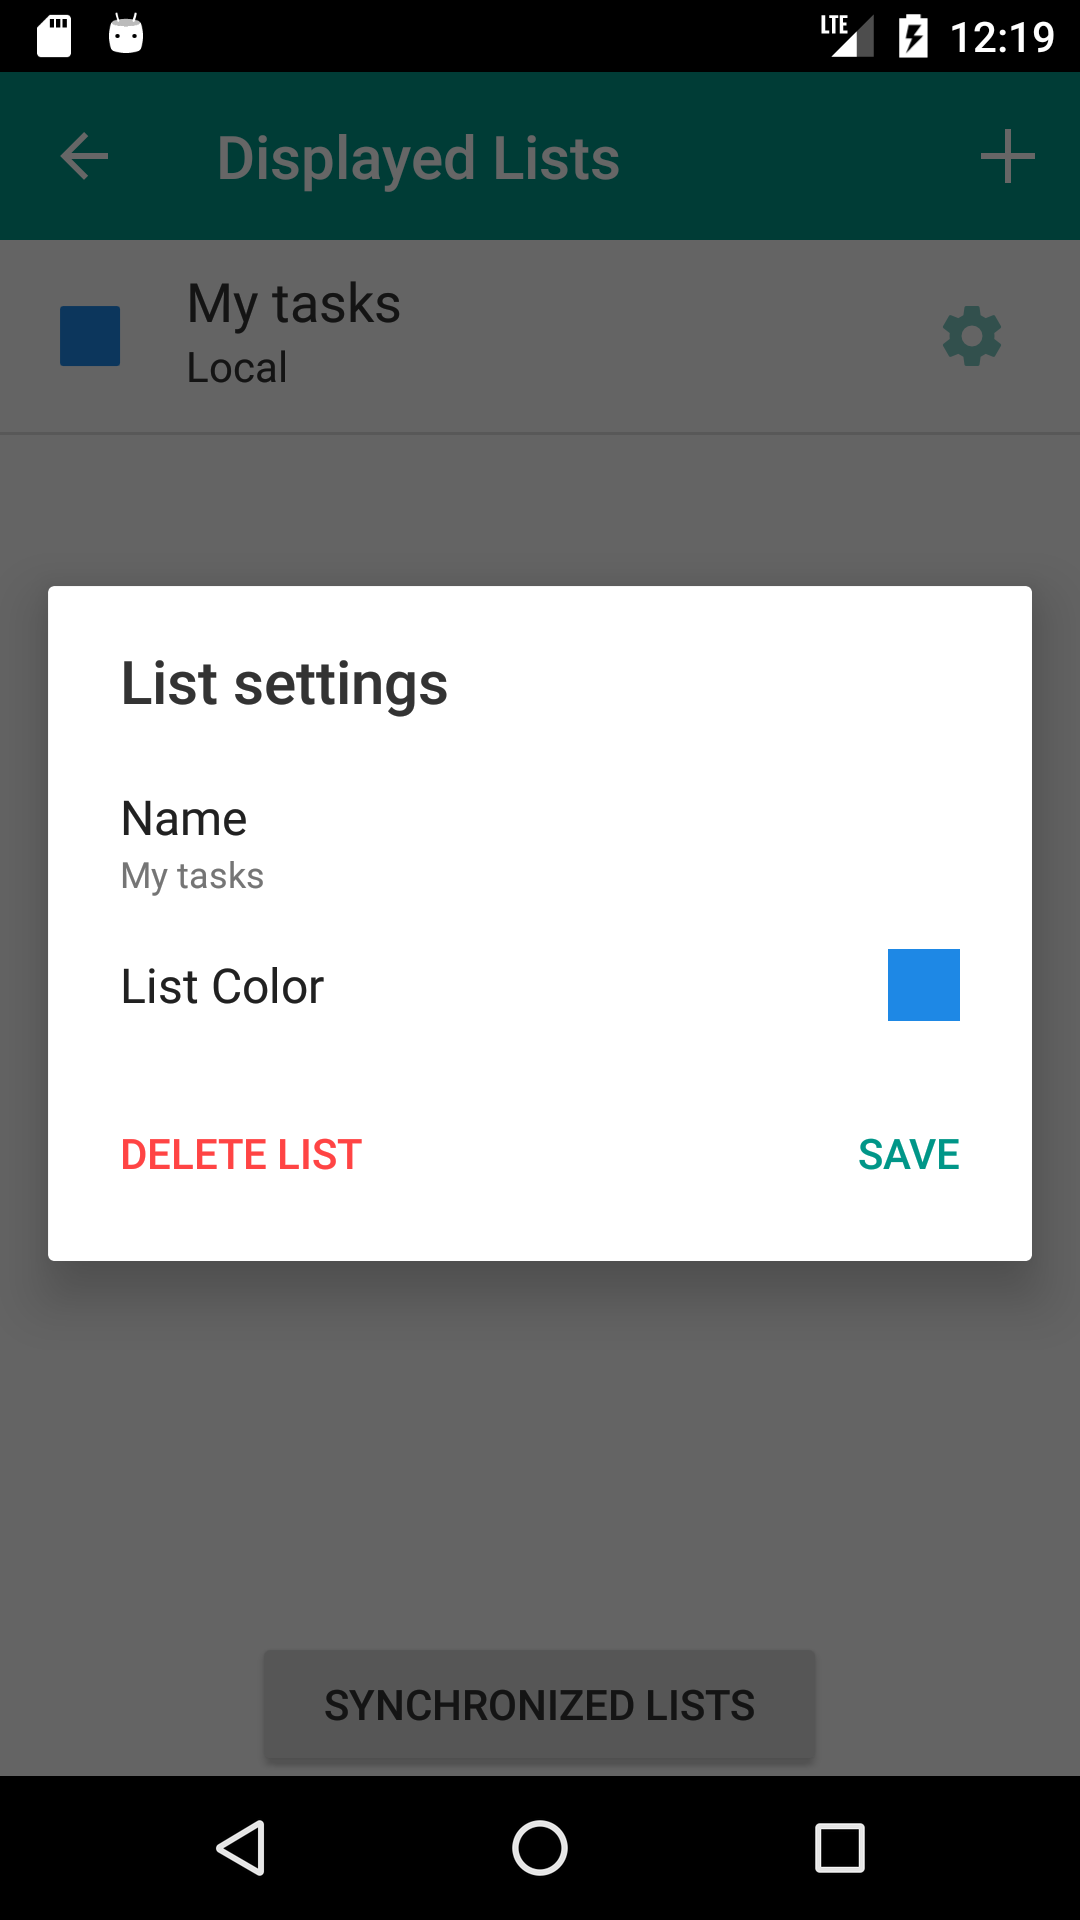 LTE 12:19
Displayed Lists
My tasks
Local
List settings
Name
My tasks
List Color
DELETE LIST SAVE
SYNCHRONIZED LISTS